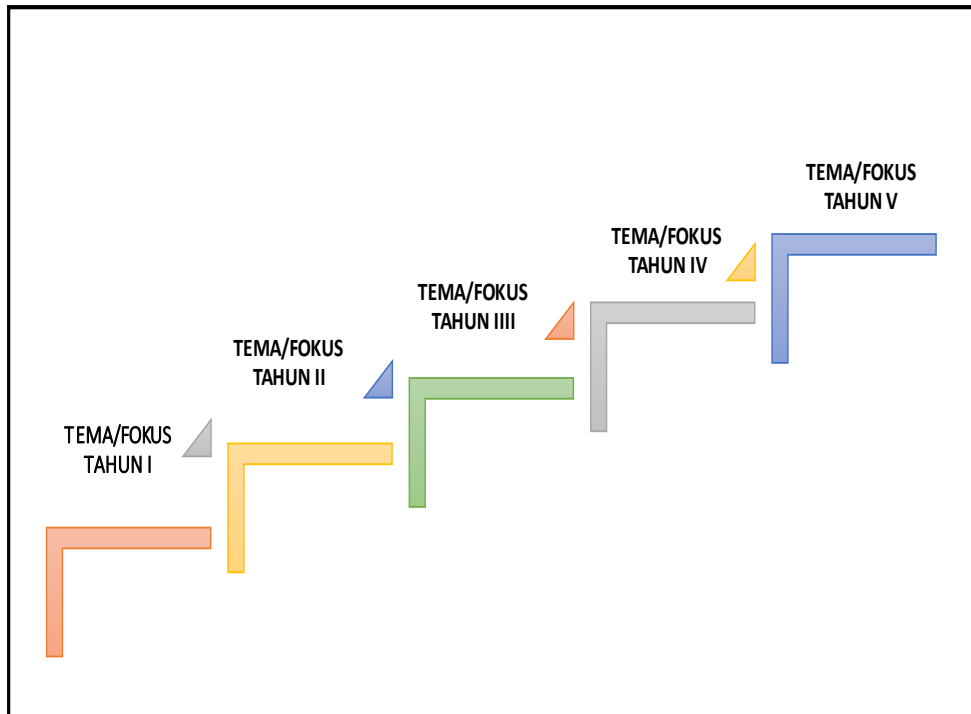 TEMA/FOKUS
TAHUN I
TEMA/FOKUS
TAHUN II
TEMA/FOKUS
TAHUN IIII
TEMA/FOKUS
TAHUN IV
TEMA/FOKUS
TAHUN V